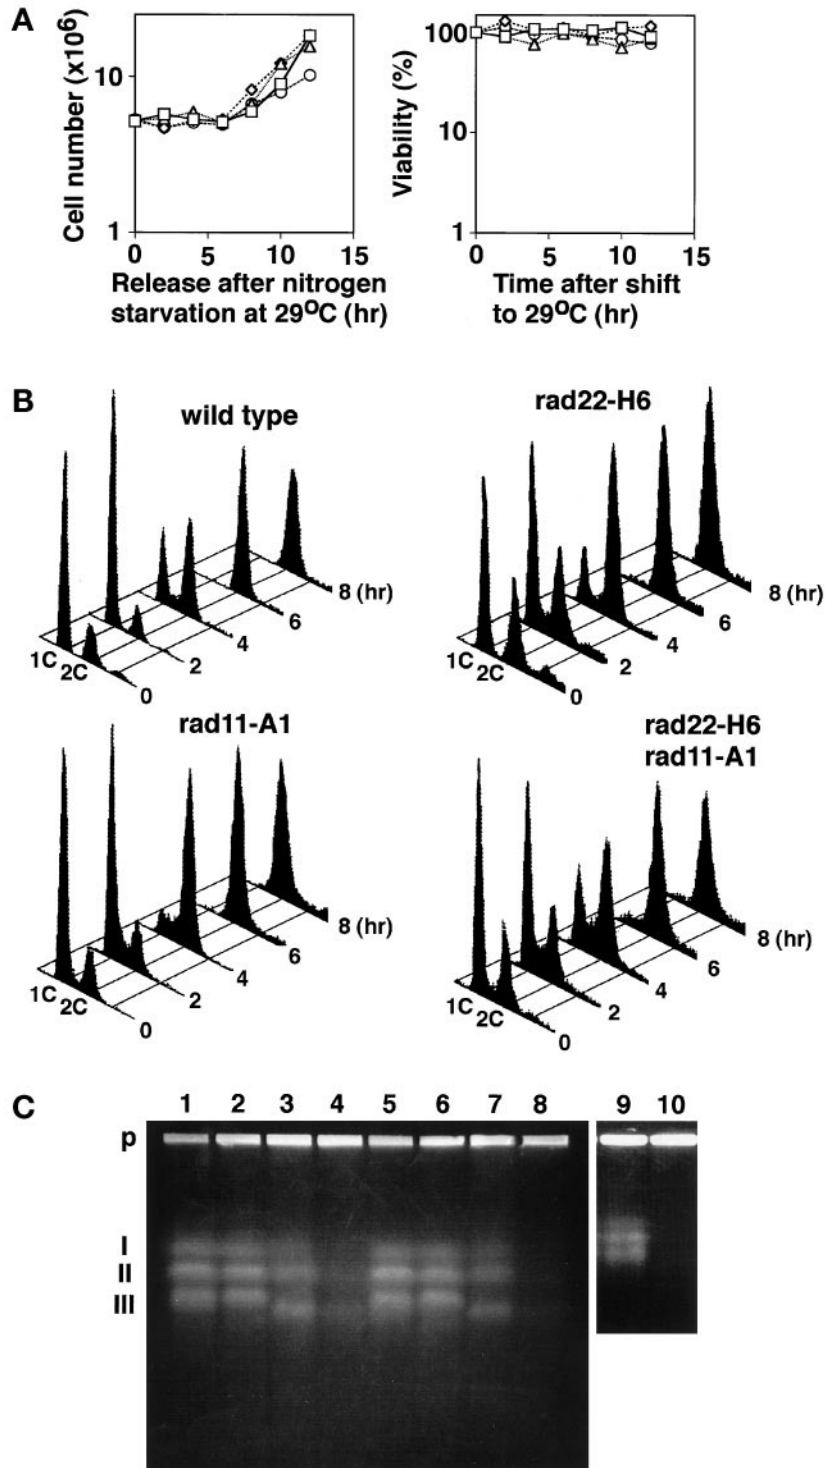 A
Cell number (x10⁶)
10
1
0 5 10 15
Release after nitrogen
starvation at 29ºC (hr)
Viability (%)
100
10
1
0 5 10 15
Time after shift
to 29ºC (hr)
B
wild type
1C
2C
0
2
4
6
8 (hr)
rad22-H6
1C
2C
0
2
4
6
8 (hr)
rad11-A1
1C
2C
0
2
4
6
8 (hr)
rad22-H6
rad11-A1
1C
2C
0
2
4
6
8 (hr)
C
1 2 3 4 5 6 7 8 9 10
p
I
II
III